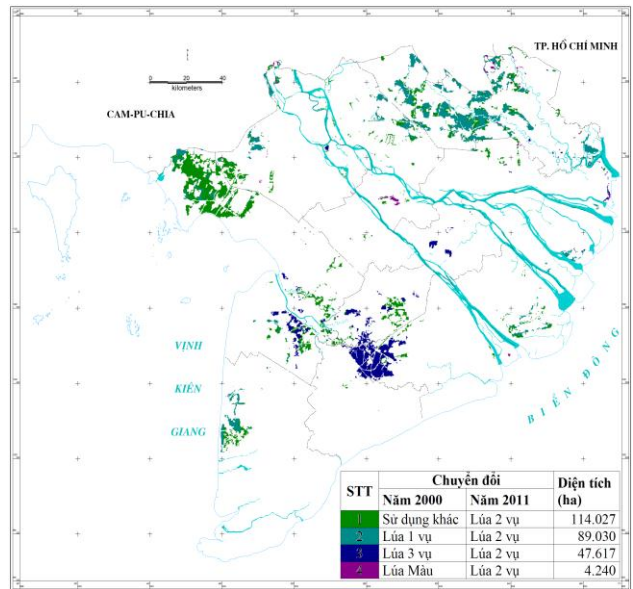 TP. HỒ CHÍ MINH
0 20 40
kilometers
CAM-PU-CHIA
VỊNH
KIÊN
GIANG
BIỂN ĐÔNG
STT Chuyển đổi Diện tích (ha)
Năm 2000 Năm 2011
1 Sử dụng khác Lúa 2 vụ 114.027
2 Lúa 1 vụ Lúa 2 vụ 89.030
3 Lúa 3 vụ Lúa 2 vụ 47.617
4 Lúa Màu Lúa 2 vụ 4.240